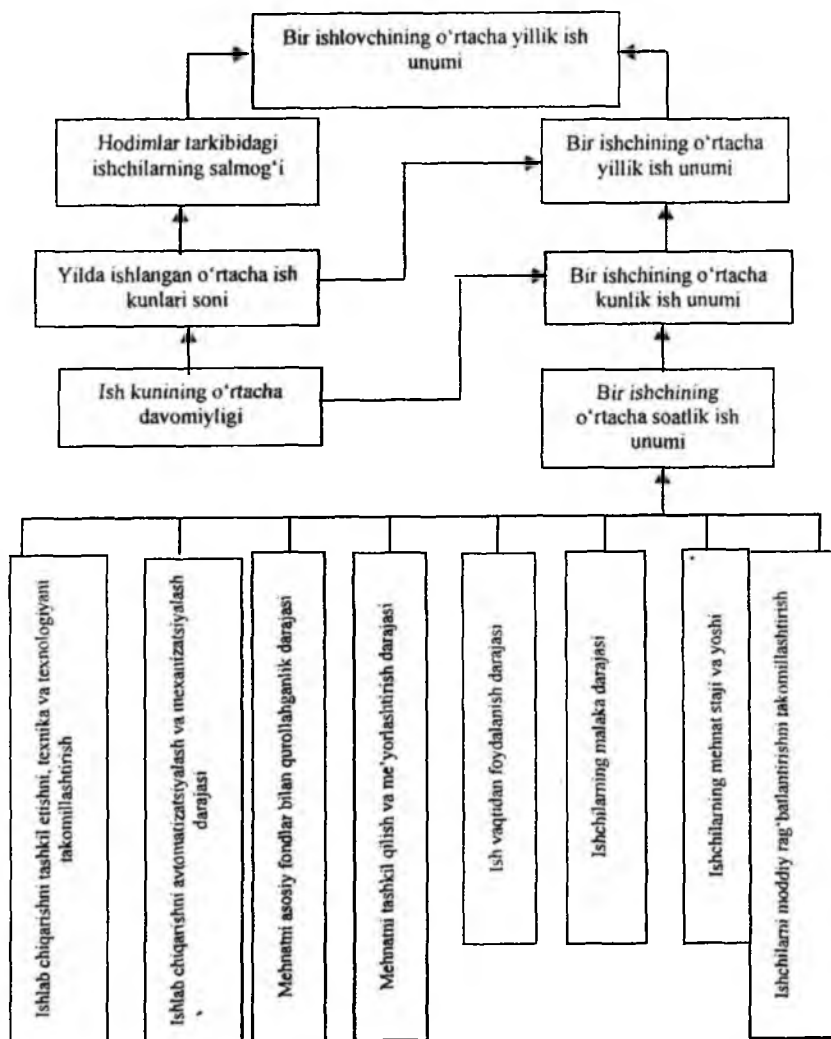 Bir ishlovchining o‘rtacha yillik ish
unumi
Hodimlar tarkibidagi
ishchilarning salmog‘i
Bir ishchining o‘rtacha
yillik ish unumi
Yilda ishlangan o‘rtacha ish
kunlari soni
Bir ishchining o‘rtacha
kunlik ish unumi
Ish kunining o‘rtacha
davomiyligi
Bir ishchining
o‘rtacha soatlik ish
unumi
Ishlab chiqarishni tashkil etishni, texnika va texnologiyani
takomillashtirish
Ishlab chiqarishni avtomatizatsiyalash va mexanizatsiyalash
darajasi
Mehnatni asosiy fondlar bilan qurollahganlik darajasi
Mehnatni tashkil qilish va me’yorlashtirish darajasi
Ish vaqtidan foydalanish darajasi
Ishchilarning malaka darajasi
Ishchilarning mehnat staji va yoshi
Ishchilarni moddiy rag‘batlantirishni takomillashtirish